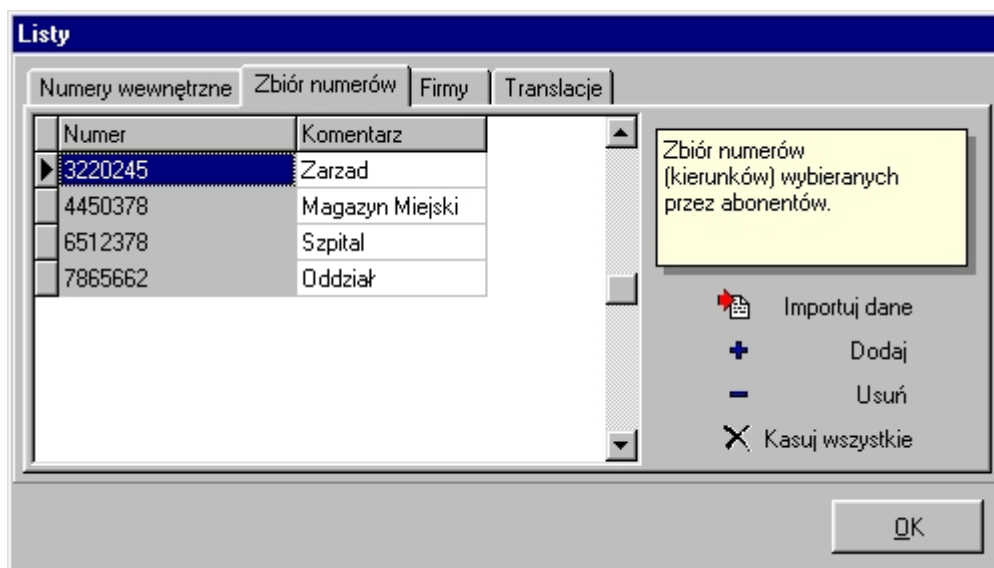 Listy
Numery wewnętrzne Zbiór numerów Firmy Translacje
Numer Komentarz
3220245 Zarzad
4450378 Magazyn Miejski
6512378 Szpital
7865662 Oddział
Zbiór numerów
(kierunków) wybieranych
przez abonentów.
Importuj dane
Dodaj
Usuń
Kasuj wszystkie
OK